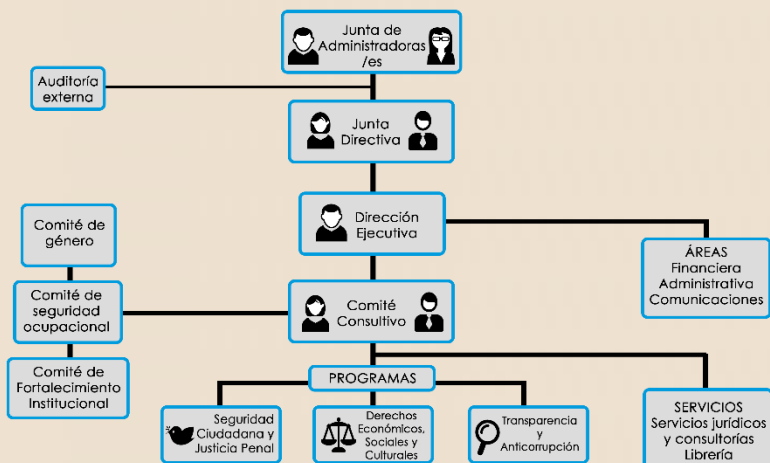 Junta de
Administradoras
/es
Auditoría
externa
Junta
Directiva
Dirección
Ejecutiva
Comité de
género
ÁREAS
Financiera
Administrativa
Comunicaciones
Comité de
seguridad
ocupacional
Comité
Consultivo
Comité de
Fortalecimiento
Institucional
PROGRAMAS
Seguridad
Ciudadana y
Justicia Penal
Derechos
Económicos,
Sociales y
Culturales
Transparencia
y
Anticorrupción
SERVICIOS
Servicios jurídicos
y consultorías
Librería